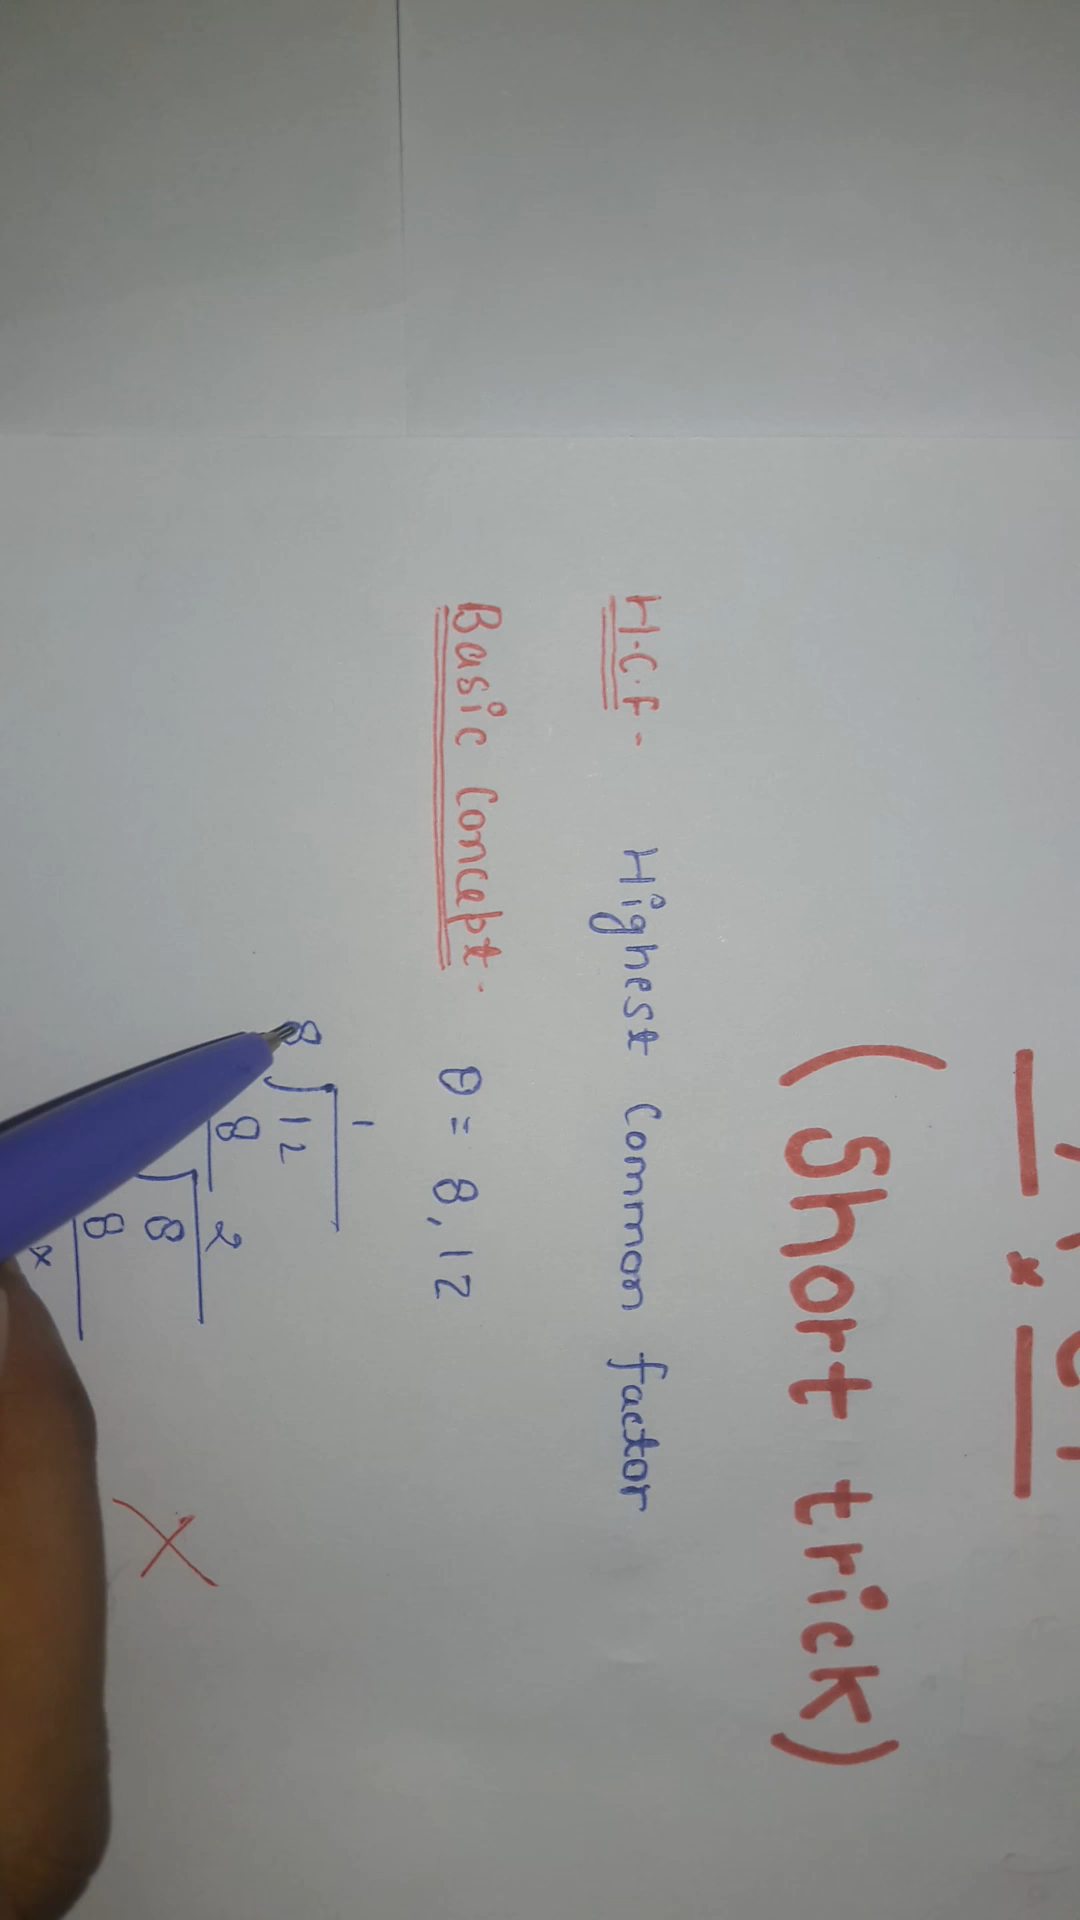 (Short trick)
H.C.F - Highest Common factor
Basic Concept - θ = 8, 12
1
8 12
8 2
8
8
x